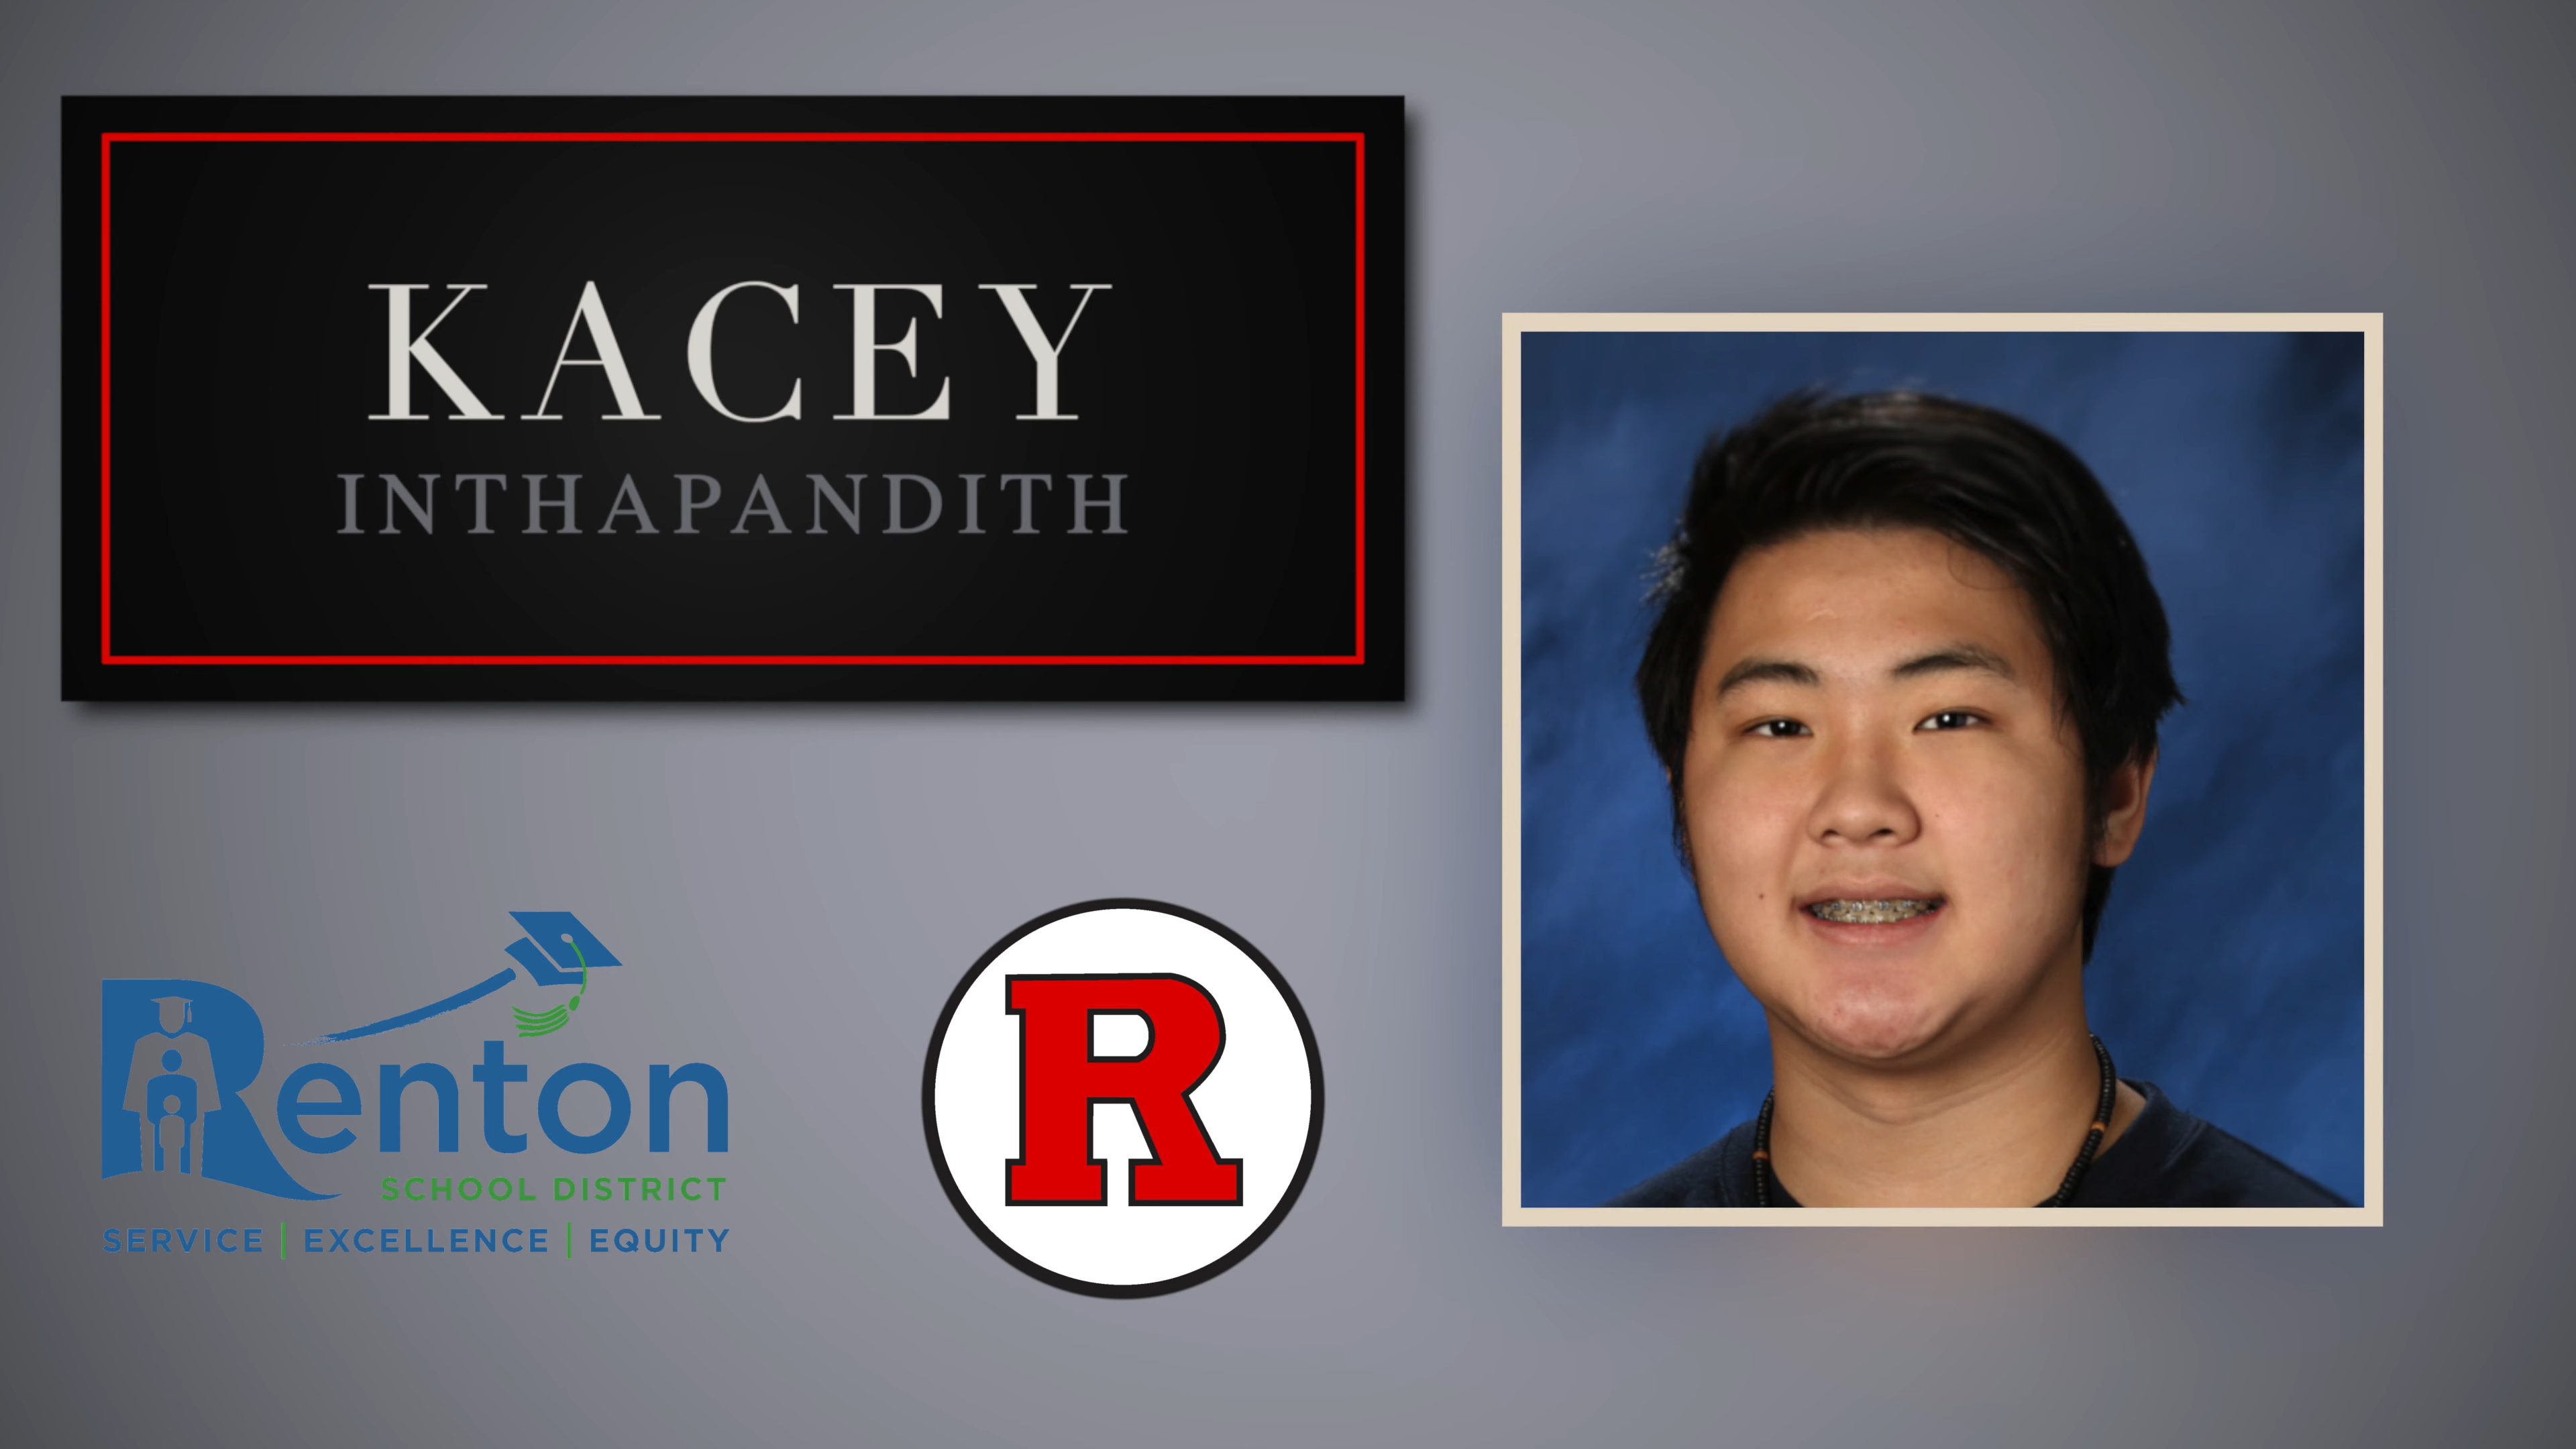 KACEY
INTHAPANDITH
Renton
SCHOOL DISTRICT
SERVICE | EXCELLENCE | EQUITY
R